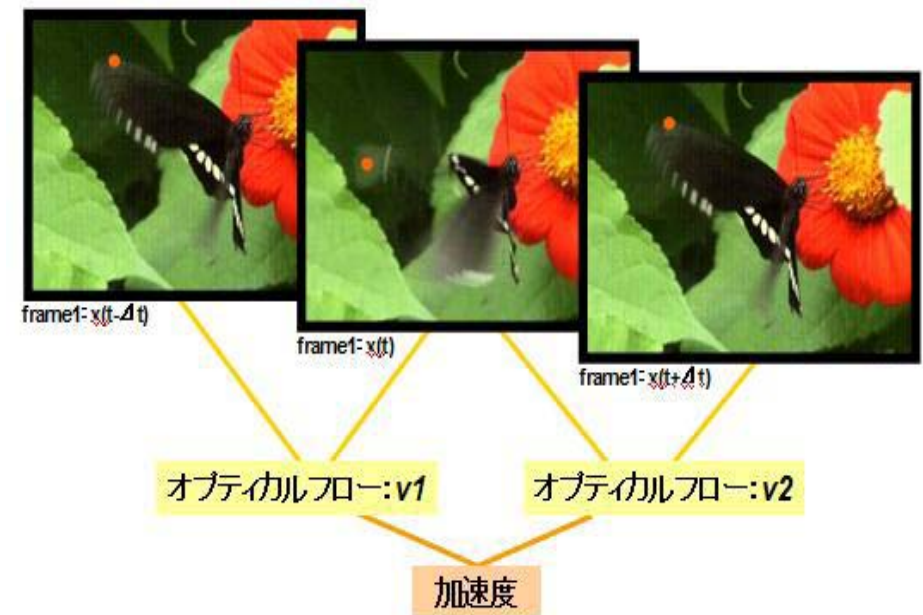 frame1: x(t-Δt)
frame1: x(t)
frame1: x(t+Δt)
オプティカルフロー: v1
オプティカルフロー: v2
加速度